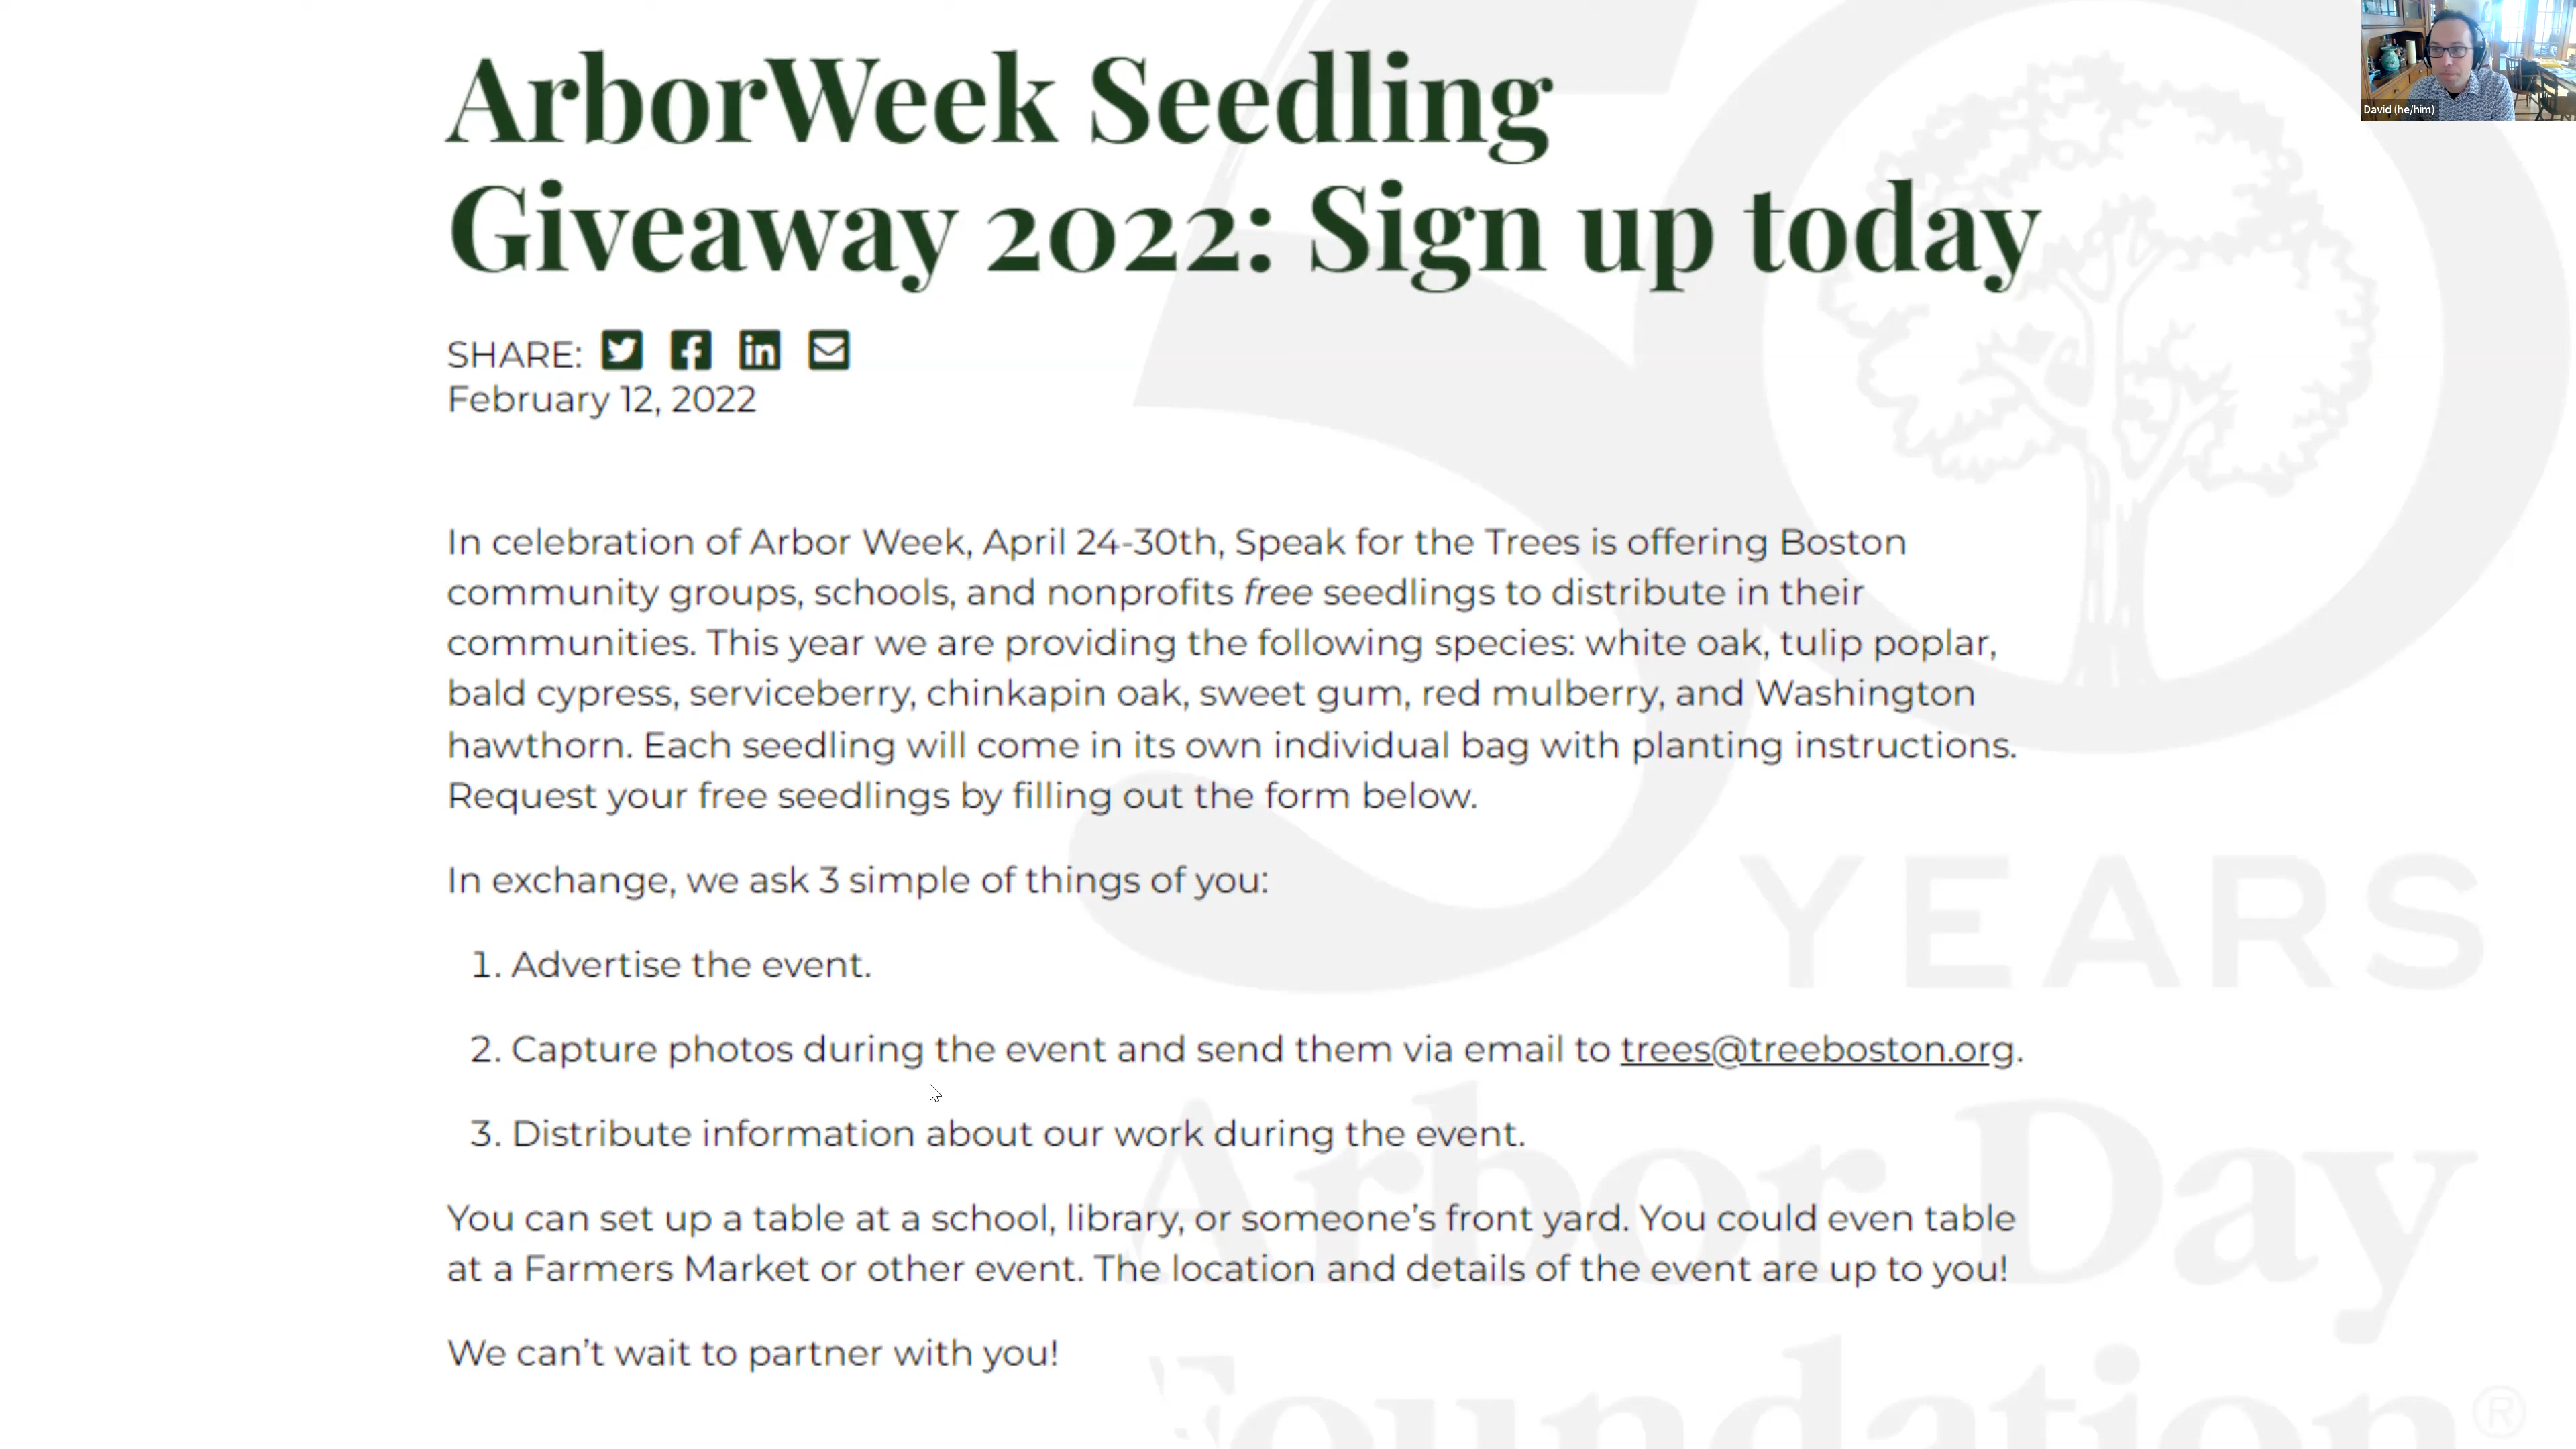 ArborWeek Seedling
Giveaway 2022: Sign up today
David (he/him)
SHARE:
February 12, 2022
In celebration of Arbor Week, April 24-30th, Speak for the Trees is offering Boston
community groups, schools, and nonprofits free seedlings to distribute in their
communities. This year we are providing the following species: white oak, tulip poplar,
bald cypress, serviceberry, chinkapin oak, sweet gum, red mulberry, and Washington
hawthorn. Each seedling will come in its own individual bag with planting instructions.
Request your free seedlings by filling out the form below.
In exchange, we ask 3 simple of things of you:
1. Advertise the event.
2. Capture photos during the event and send them via email to trees@treeboston.org.
3. Distribute information about our work during the event.
You can set up a table at a school, library, or someone’s front yard. You could even table
at a Farmers Market or other event. The location and details of the event are up to you!
We can’t wait to partner with you!
50
YEARS
Arbor Day
Foundation®